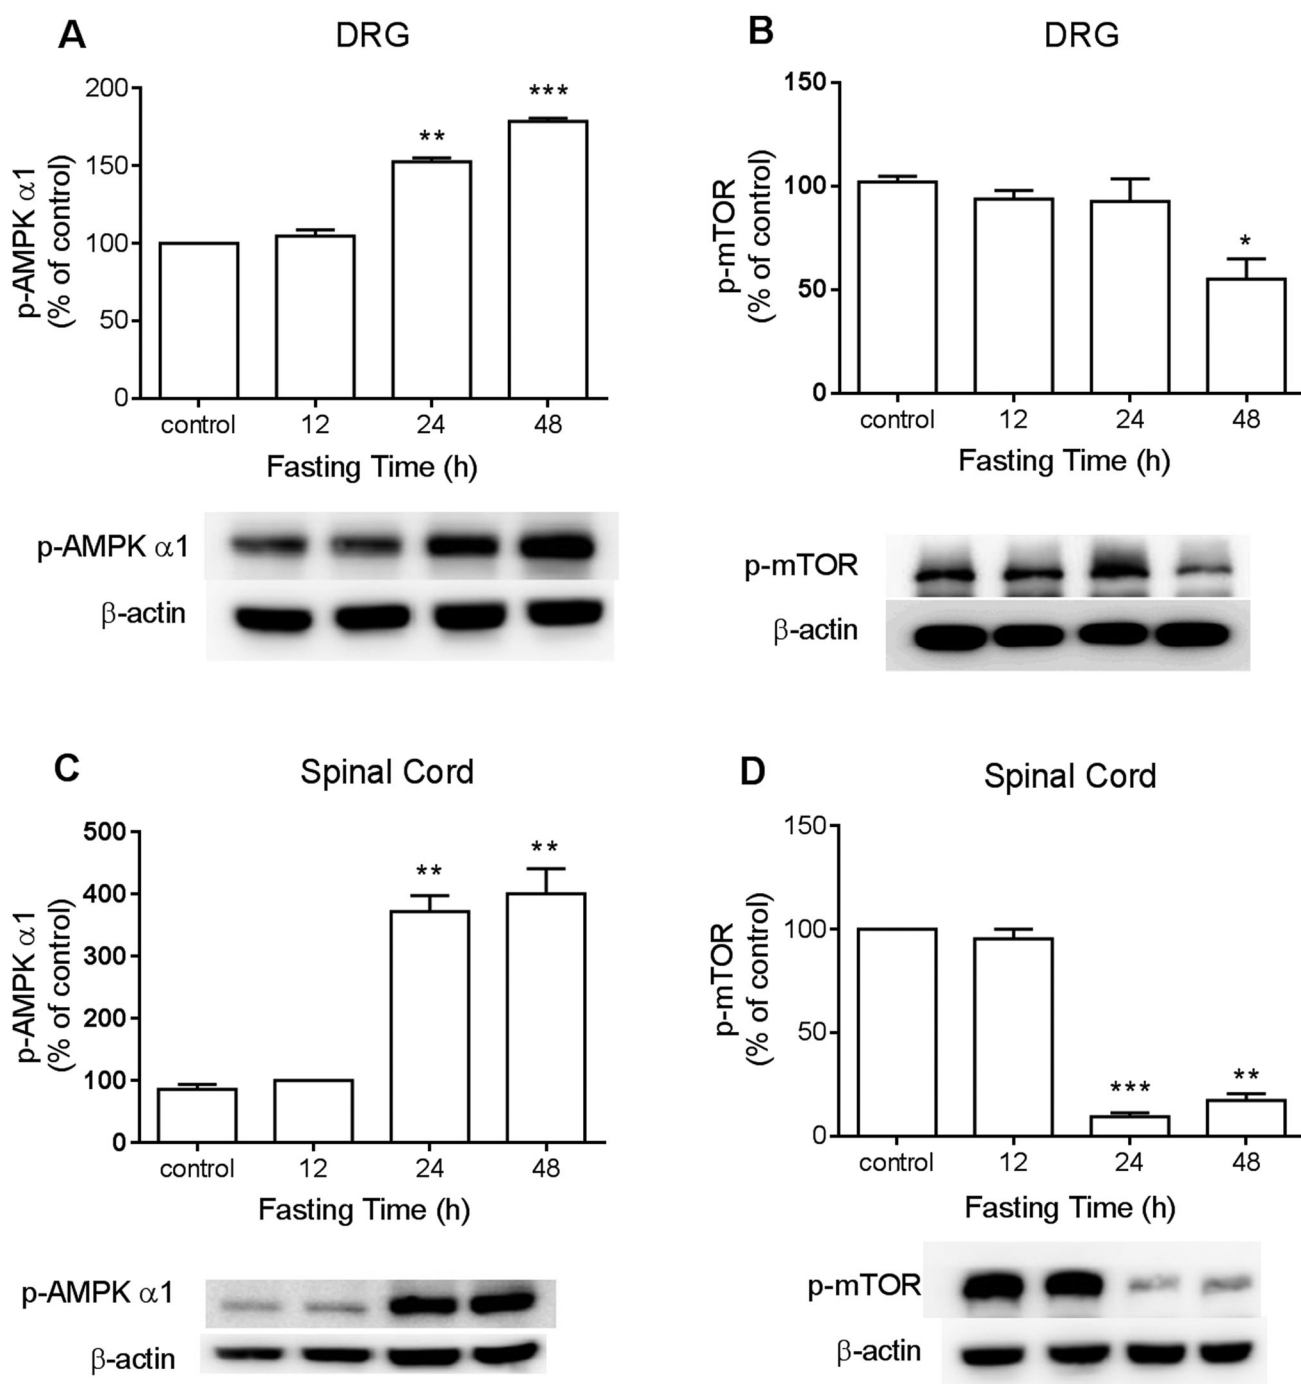 A
DRG
p-AMPK α1
(% of control)
200
150
100
50
0
**
***
control 12 24 48
Fasting Time (h)
p-AMPK α1
β-actin
B
DRG
p-mTOR
(% of control)
150
100
50
0
*
control 12 24 48
Fasting Time (h)
p-mTOR
β-actin
C
Spinal Cord
p-AMPK α1
(% of control)
500
400
300
200
100
0
**
**
control 12 24 48
Fasting Time (h)
p-AMPK α1
β-actin
D
Spinal Cord
p-mTOR
(% of control)
150
100
50
0
***
**
control 12 24 48
Fasting Time (h)
p-mTOR
β-actin